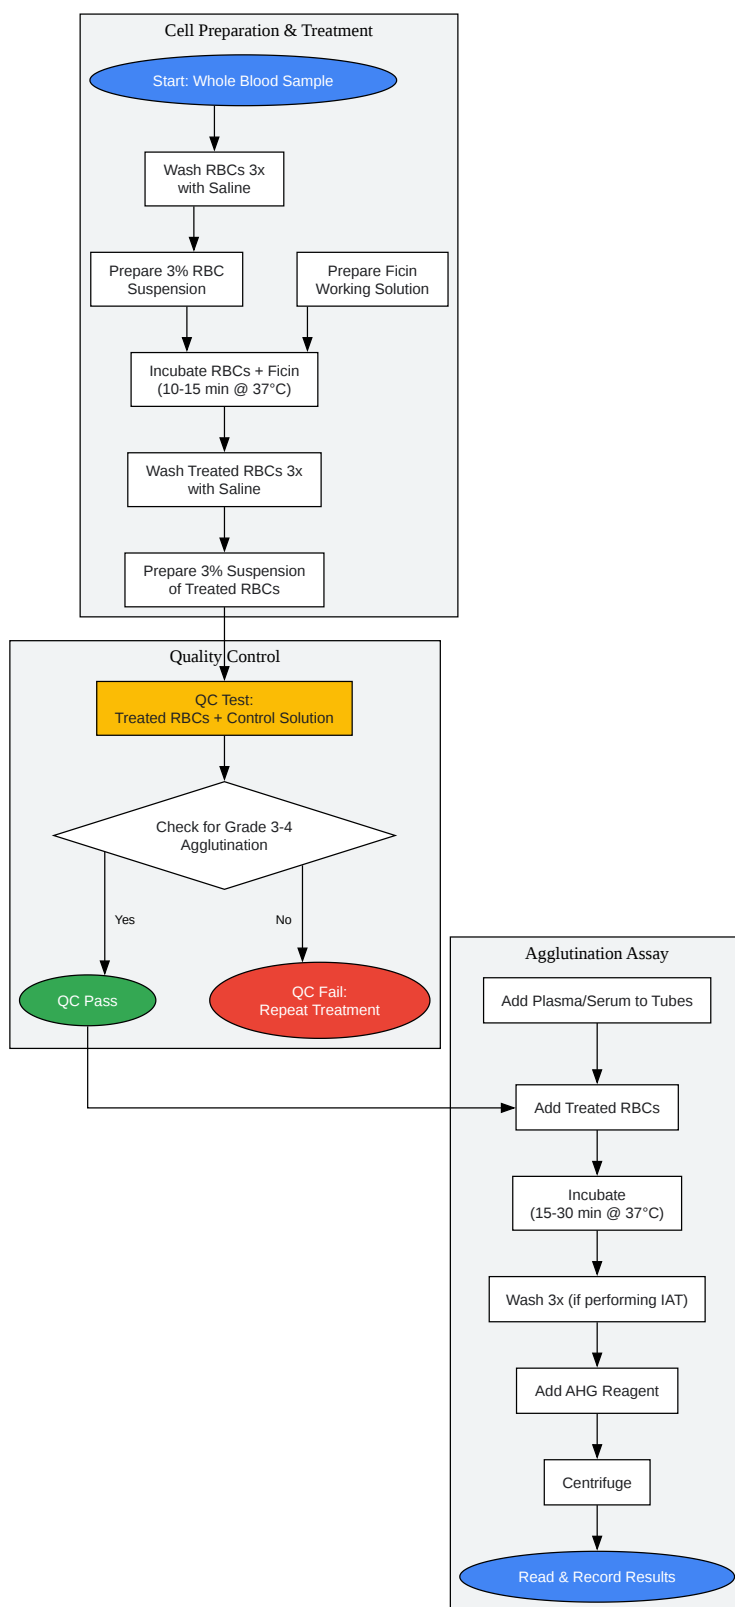 Cell Preparation & Treatment
Start: Whole Blood Sample
Wash RBCs 3x
with Saline
Prepare 3% RBC
Suspension
Prepare Ficin
Working Solution
Incubate RBCs + Ficin
(10-15 min @ 37°C)
Wash Treated RBCs 3x
with Saline
Prepare 3% Suspension
of Treated RBCs
Quality Control
QC Test:
Treated RBCs + Control Solution
Check for Grade 3-4
Agglutination
Yes
No
QC Pass
QC Fail:
Repeat Treatment
Agglutination Assay
Add Plasma/Serum to Tubes
Add Treated RBCs
Incubate
(15-30 min @ 37°C)
Wash 3x (if performing IAT)
Add AHG Reagent
Centrifuge
Read & Record Results